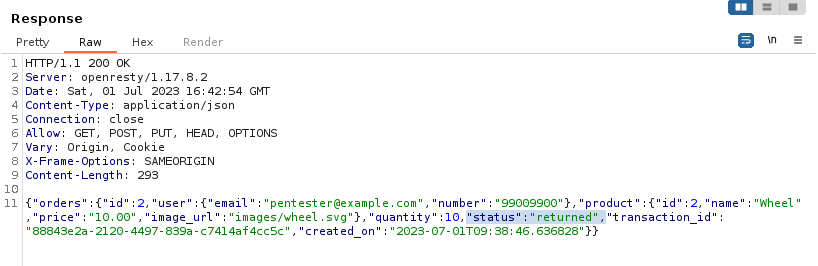 Response
Pretty Raw Hex Render \n
1 HTTP/1.1 200 OK
2 Server: openresty/1.17.8.2
3 Date: Sat, 01 Jul 2023 16:42:54 GMT
4 Content-Type: application/json
5 Connection: close
6 Allow: GET, POST, PUT, HEAD, OPTIONS
7 Vary: Origin, Cookie
8 X-Frame-Options: SAMEORIGIN
9 Content-Length: 293
10
11 {"orders":{"id":2,"user":{"email":"pentester@example.com","number":"99009900"},"product":{"id":2,"name":"Wheel"
,"price":"10.00","image_url":"images/wheel.svg"},"quantity":10,"status":"returned","transaction_id":
"88843e2a-2120-4497-839a-c7414af4cc5c","created_on":"2023-07-01T09:38:46.636828"}}